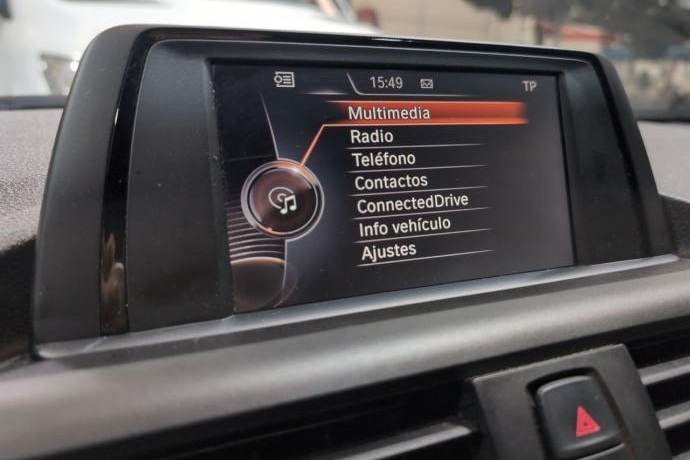 15:49
TP
Multimedia
Radio
Teléfono
Contactos
ConnectedDrive
Info vehículo
Ajustes